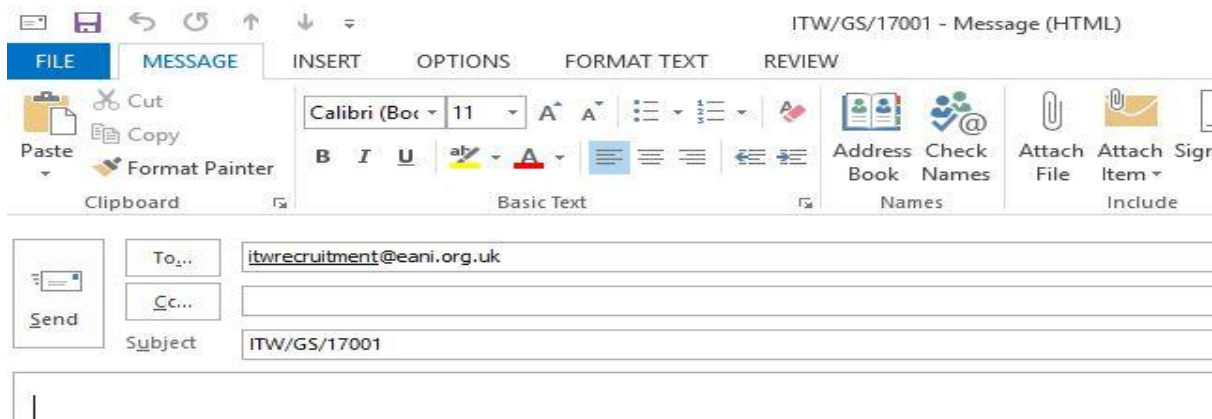 ITW/GS/17001 - Message (HTML)
FILE MESSAGE INSERT OPTIONS FORMAT TEXT REVIEW
Cut
Copy
Format Painter
Paste
Calibri (Boc 11
B I U
Address Book
Check Names
Attach File
Attach Item
Clipboard Basic Text Names Include
Send
To... itwrecruitment@eani.org.uk
Cc...
Subject ITW/GS/17001